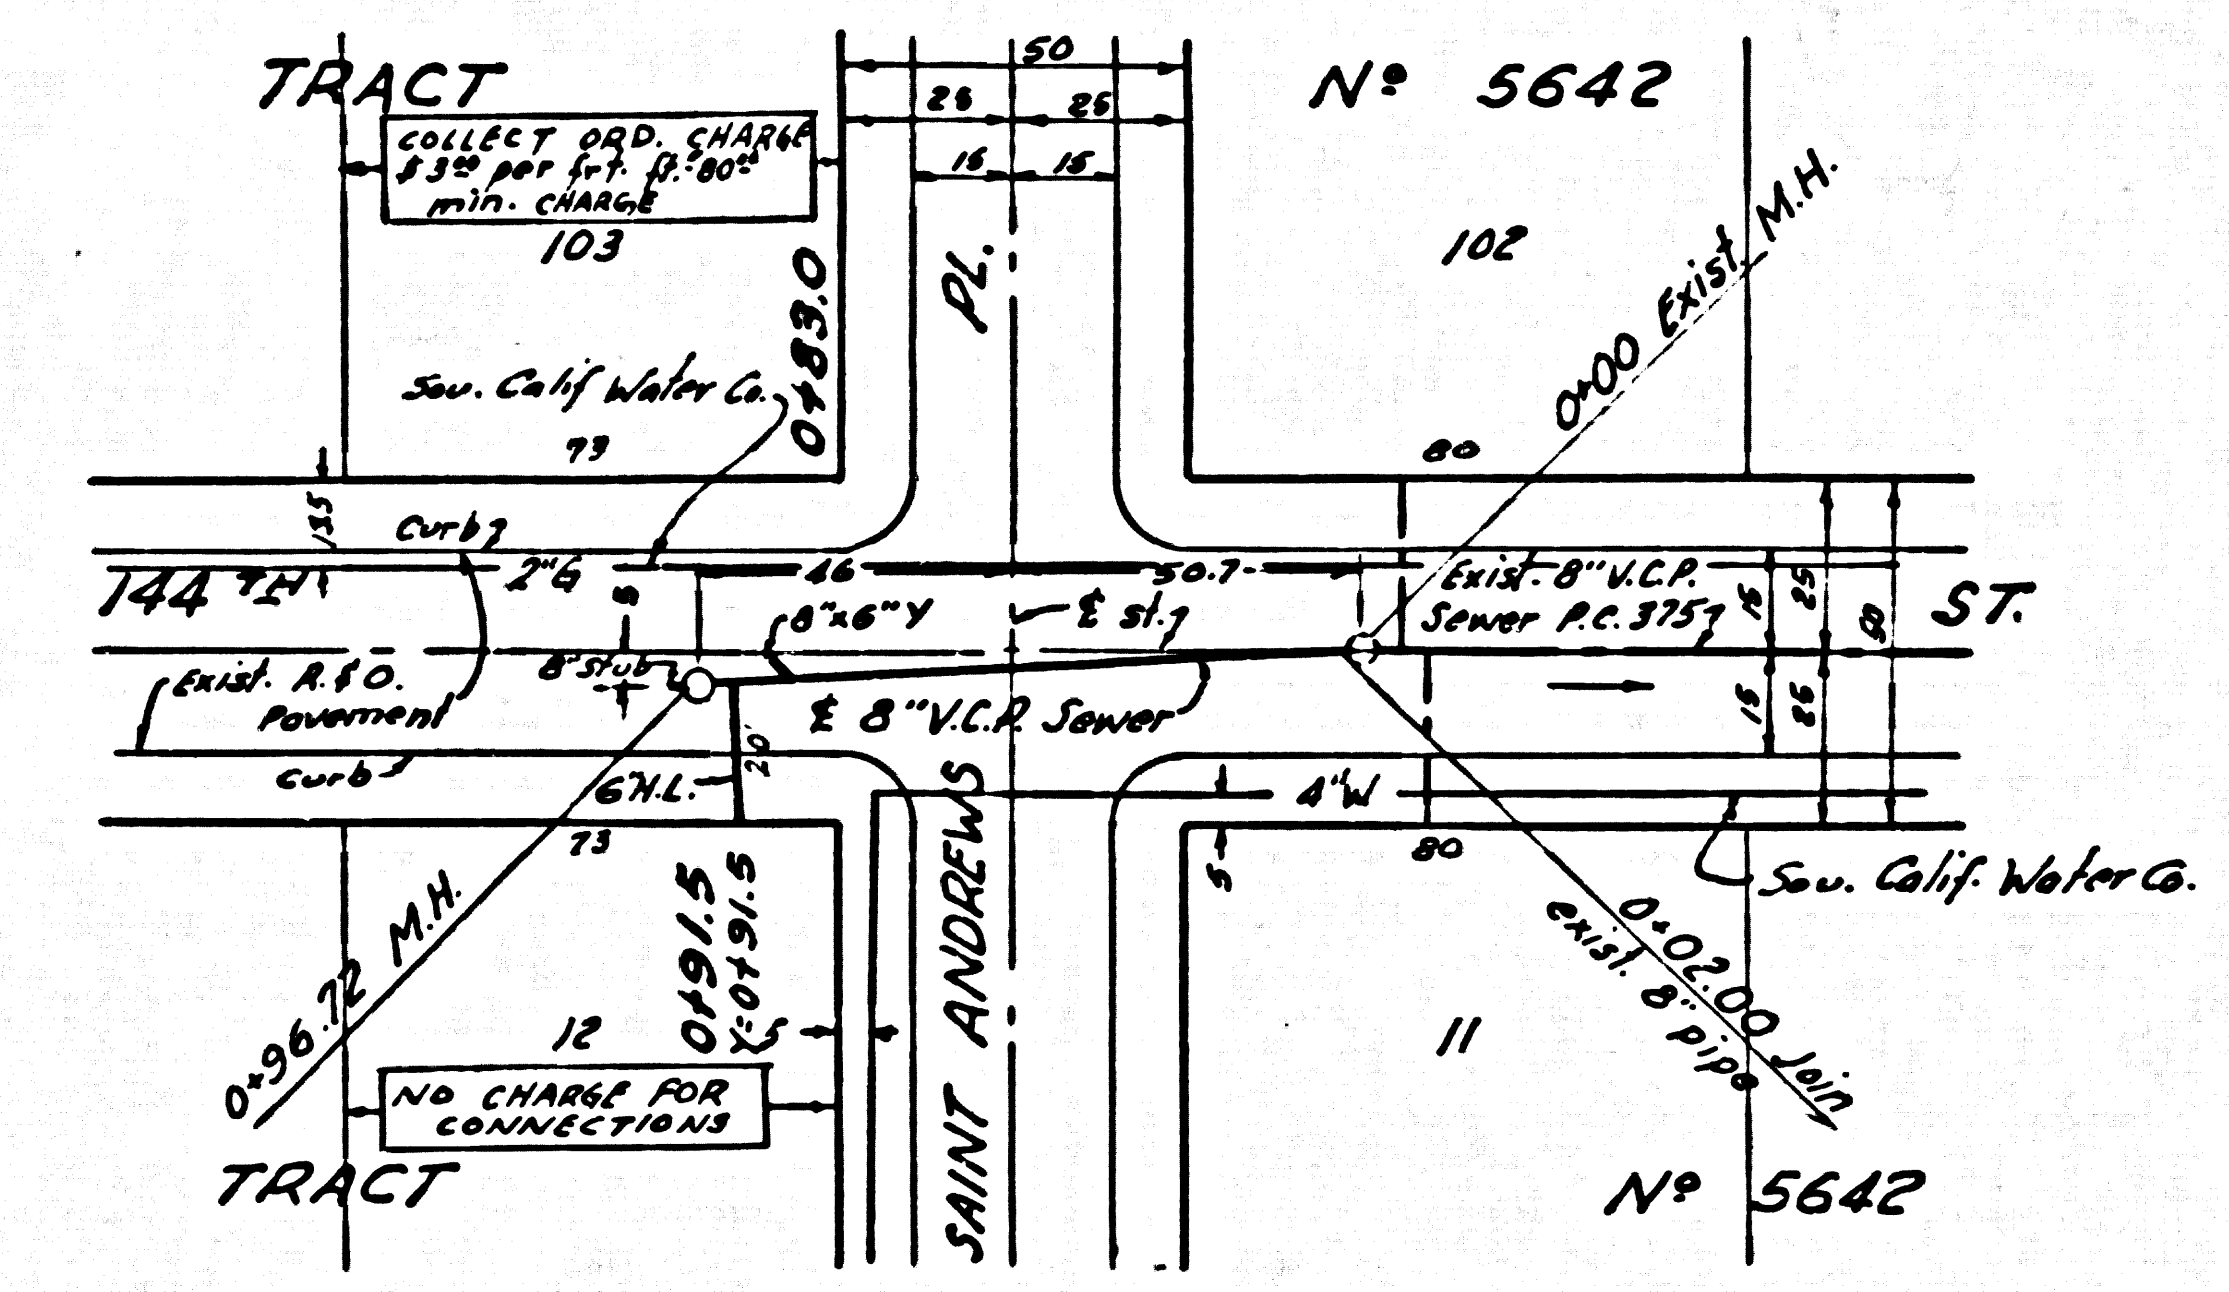 TRACT
Nº 5642
50
25
25
15
15
COLLECT ORD. CHARGE
$3.00 per frt. ft.-80.00
min. CHARGE
103
102
0+83.0
PL.
0+00 Exist. M.H.
Sou. Calif Water Co.
73
80
13.5
Curb
144 TH
2"G
46
50.7
Exist. 8" V.C.P.
Sewer P.C. 3757
15
25
50
ST.
8"x6" Y
℄ St.
8" Stub
Exist. R.&O.
Pavement
℄ 8" V.C.P. Sewer
15
25
Curb
6" H.L.
20'
4" W
73
80
5
Sou. Calif. Water Co.
0+96.72 M.H.
0+91.5
Y=0+91.5
SAINT ANDREWS
0+02.00 Join
exist. 8" pipe
12
5
11
NO CHARGE FOR
CONNECTIONS
TRACT
Nº 5642